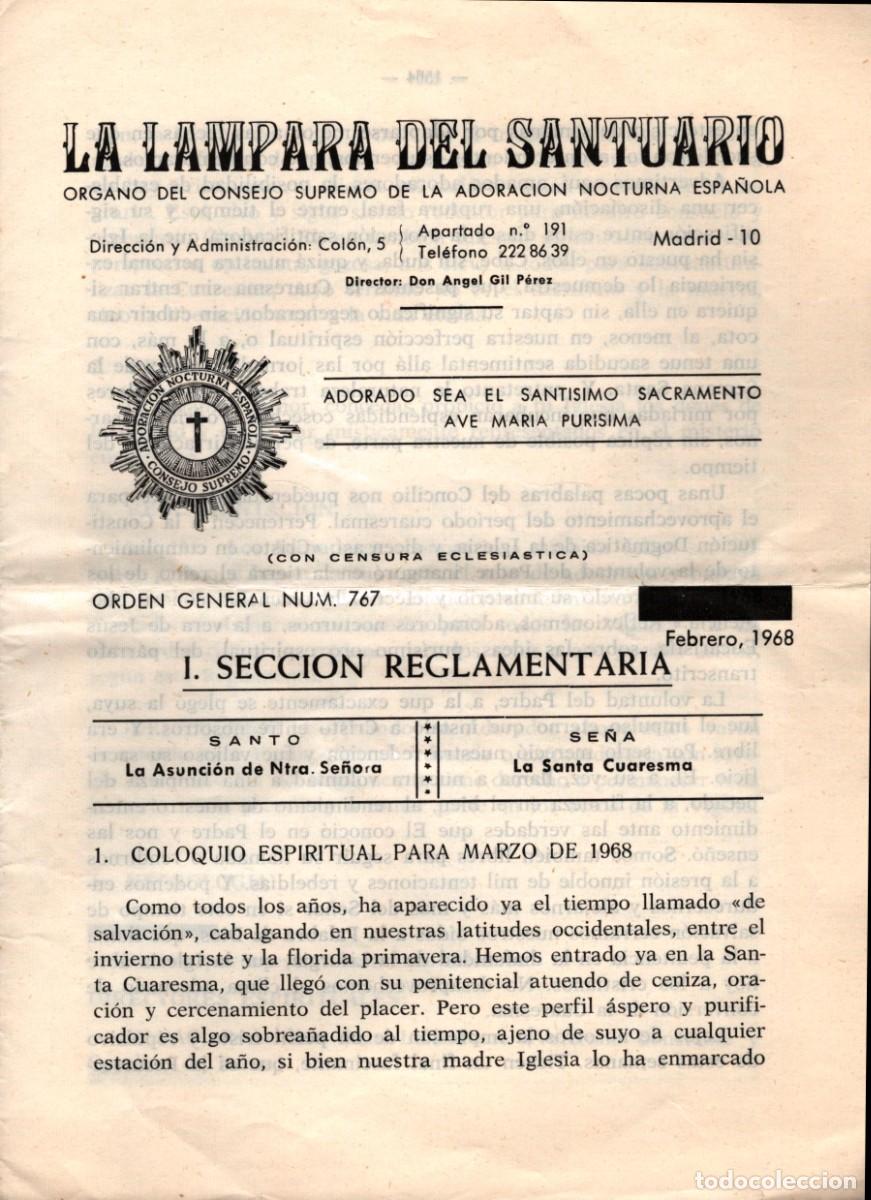 LA LAMPARA DEL SANTUARIO
ORGANO DEL CONSEJO SUPREMO DE LA ADORACION NOCTURNA ESPAÑOLA
Dirección y Administración: Colón, 5 { Apartado n.º 191
Teléfono 222 86 39
Madrid - 10
Director: Don Angel Gil Pérez
ADORACION NOCTURNA ESPAÑOLA
· CONSEJO SUPREMO ·
ADORADO SEA EL SANTISIMO SACRAMENTO
AVE MARIA PURISIMA
(CON CENSURA ECLESIASTICA)
ORDEN GENERAL NUM. 767
Febrero, 1968
I. SECCION REGLAMENTARIA
SANTO
La Asunción de Ntra. Señora
SEÑA
La Santa Cuaresma
1. COLOQUIO ESPIRITUAL PARA MARZO DE 1968
Como todos los años, ha aparecido ya el tiempo llamado «de
salvación», cabalgando en nuestras latitudes occidentales, entre el
invierno triste y la florida primavera. Hemos entrado ya en la San-
ta Cuaresma, que llegó con su penitencial atuendo de ceniza, ora-
ción y cercenamiento del placer. Pero este perfil áspero y purifi-
cador es algo sobreañadido al tiempo, ajeno de suyo a cualquier
estación del año, si bien nuestra madre Iglesia lo ha enmarcado
todocoleccion